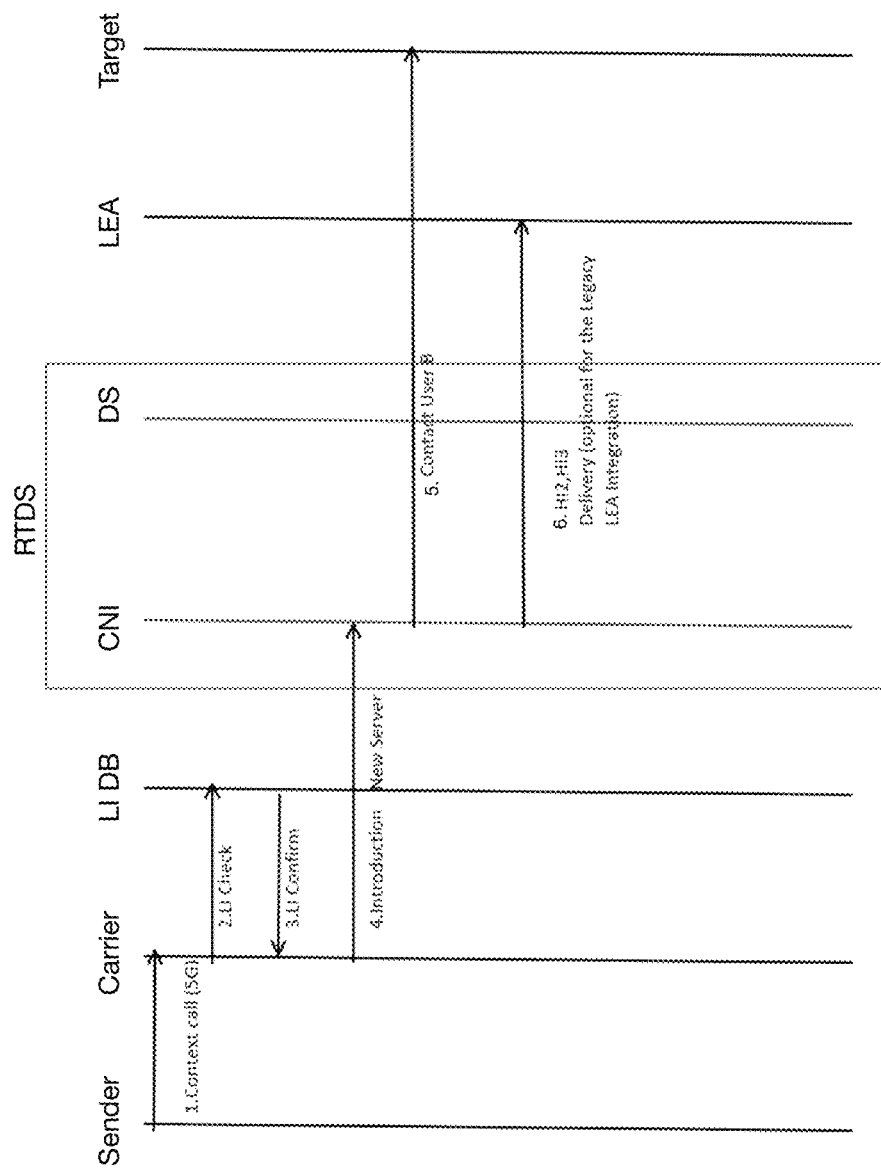 RTDS
Sender
Carrier
LI DB
CNI
DS
LEA
Target
1.Context call (5G)
2.LI Check
3.LI Confirm
4.Introduction
New Server
5. Contact User B
6. HI2,HI3
Delivery (optional for the Legacy
LEA Integration)